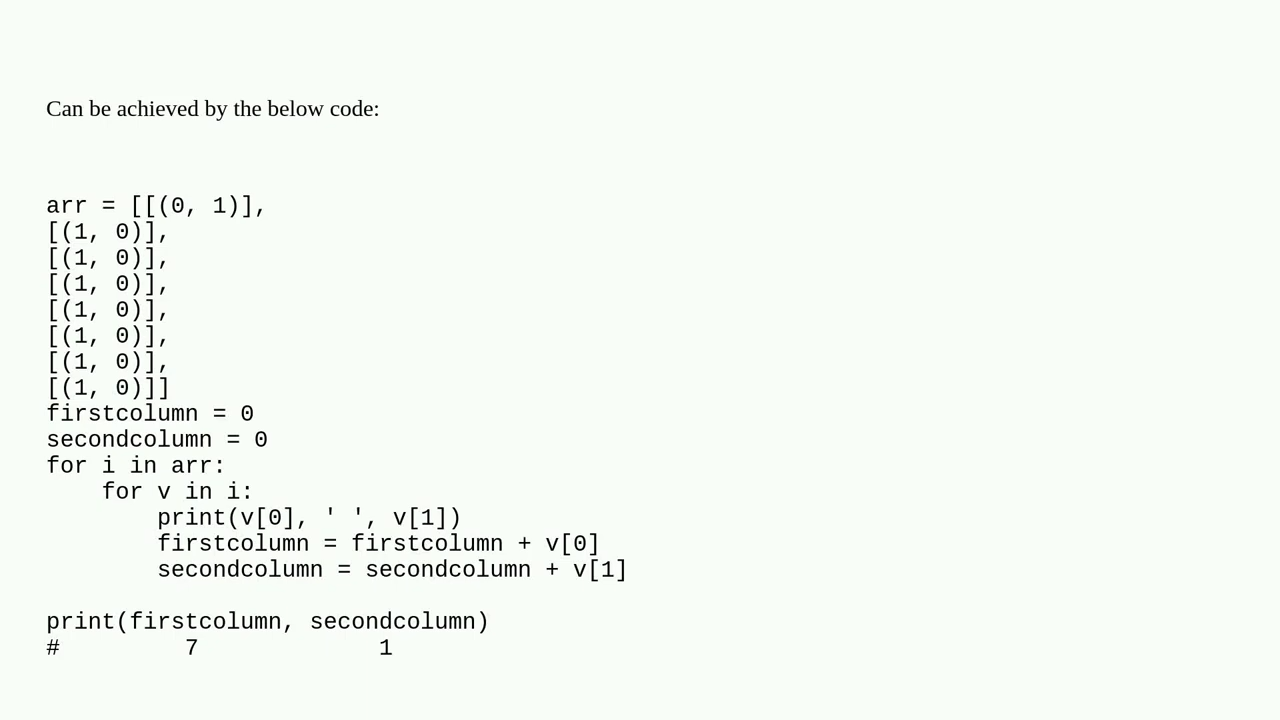 Can be achieved by the below code:
arr = [[(0, 1)],
[(1, 0)],
[(1, 0)],
[(1, 0)],
[(1, 0)],
[(1, 0)],
[(1, 0)],
[(1, 0)]]
firstcolumn = 0
secondcolumn = 0
for i in arr:
    for v in i:
        print(v[0], ' ', v[1])
        firstcolumn = firstcolumn + v[0]
        secondcolumn = secondcolumn + v[1]
print(firstcolumn, secondcolumn)
#         7             1